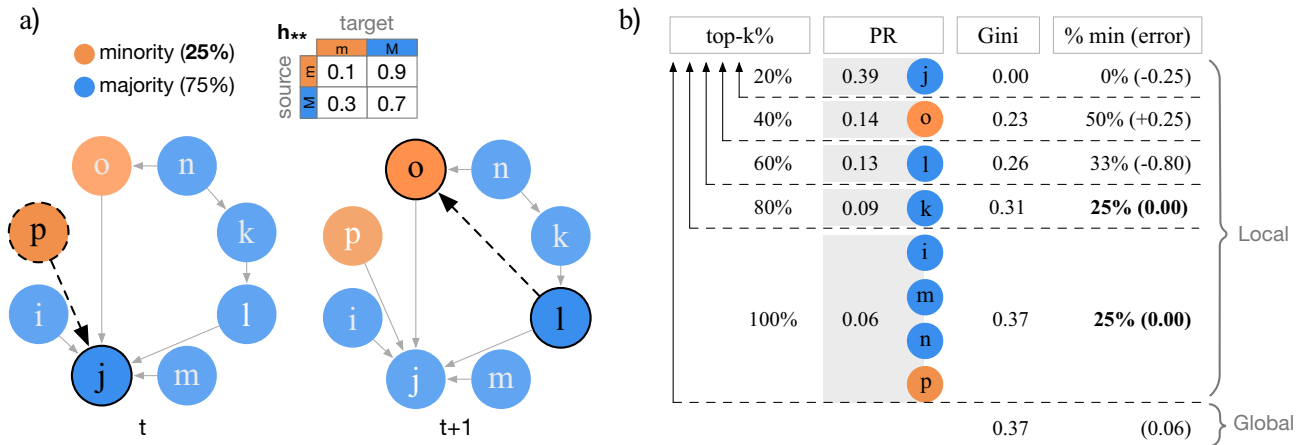 a)
minority (25%)
majority (75%)
h**
target
m M
source
m 0.1 0.9
M 0.3 0.7
o n
p k
i l
j m
t
o n
p k
i l
j m
t+1
b)
top-k% PR Gini % min (error)
20% 0.39 j 0.00 0% (-0.25)
40% 0.14 o 0.23 50% (+0.25)
60% 0.13 l 0.26 33% (-0.80)
80% 0.09 k 0.31 25% (0.00)
i
m
100% 0.06 0.37 25% (0.00)
n
p
Local
0.37 (0.06) Global